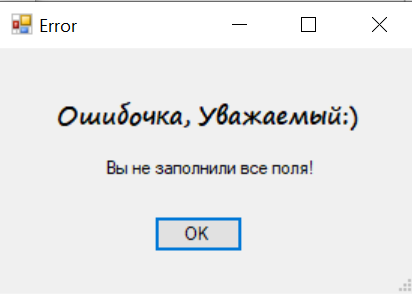 Error
Ошибочка, Уважаемый:)
Вы не заполнили все поля!
OK